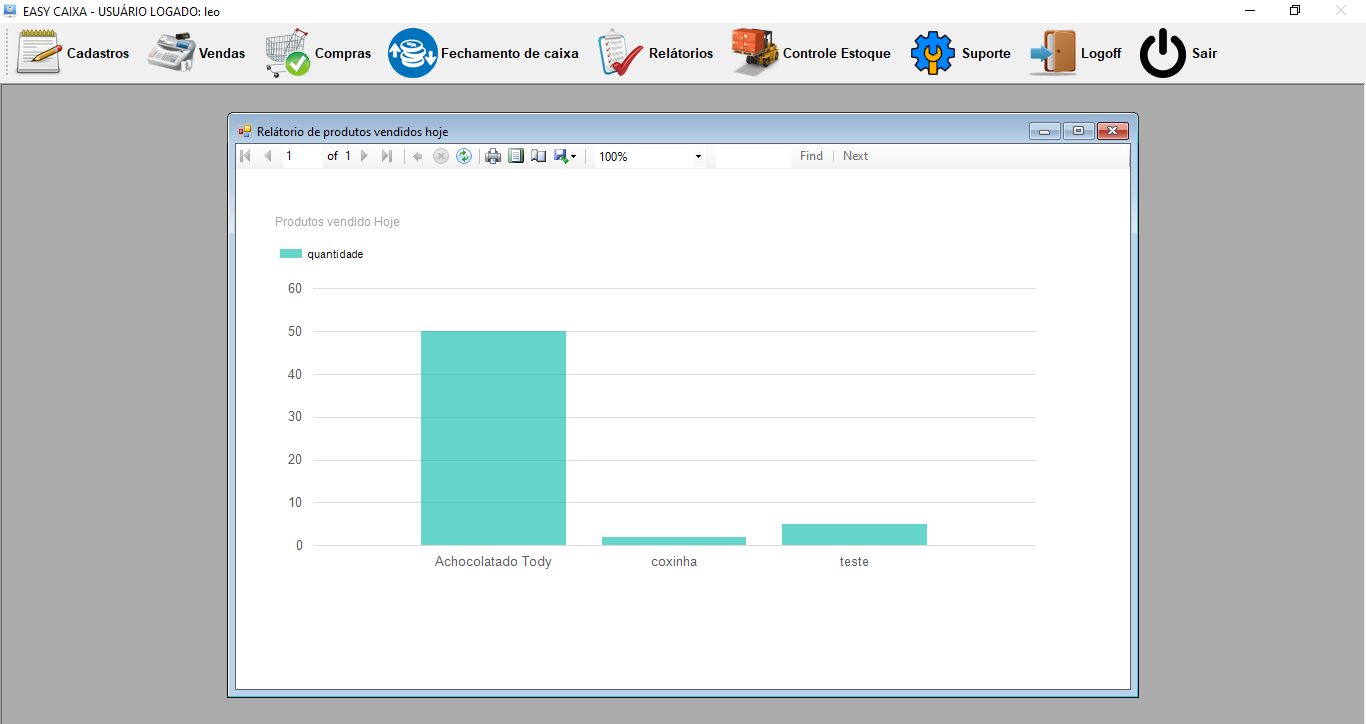 EASY CAIXA - USUÁRIO LOGADO: leo
Cadastros Vendas Compras Fechamento de caixa Relátorios Controle Estoque Suporte Logoff Sair
Relátorio de produtos vendidos hoje
1 of 1 100% Find Next
Produtos vendido Hoje
quantidade
60
50
40
30
20
10
0
Achocolatado Tody coxinha teste